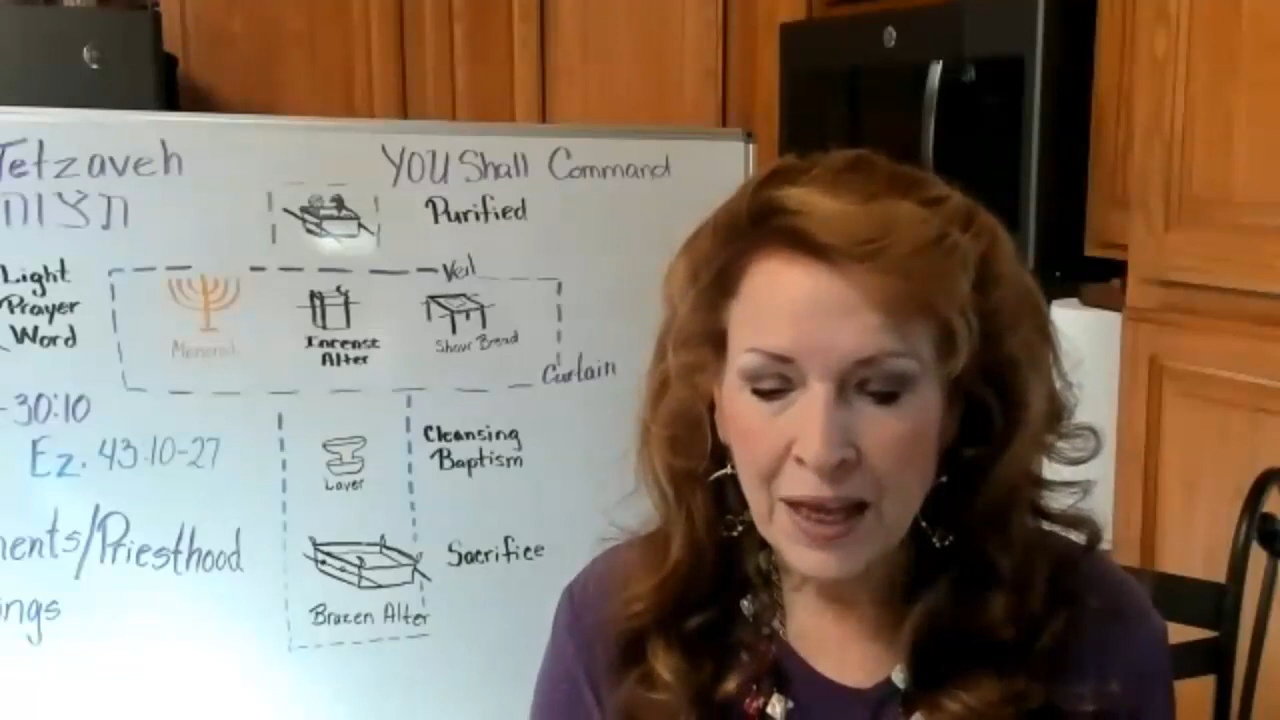 Tetzaveh
YOU Shall Command
תצוה
Purified
Light
Prayer
Word
Veil
Menorah
Incense
Alter
Show Bread
Curtain
-30:10
Ez. 43:10-27
Cleansing
Baptism
Laver
ments/Priesthood
Sacrifice
ings
Brazen Alter